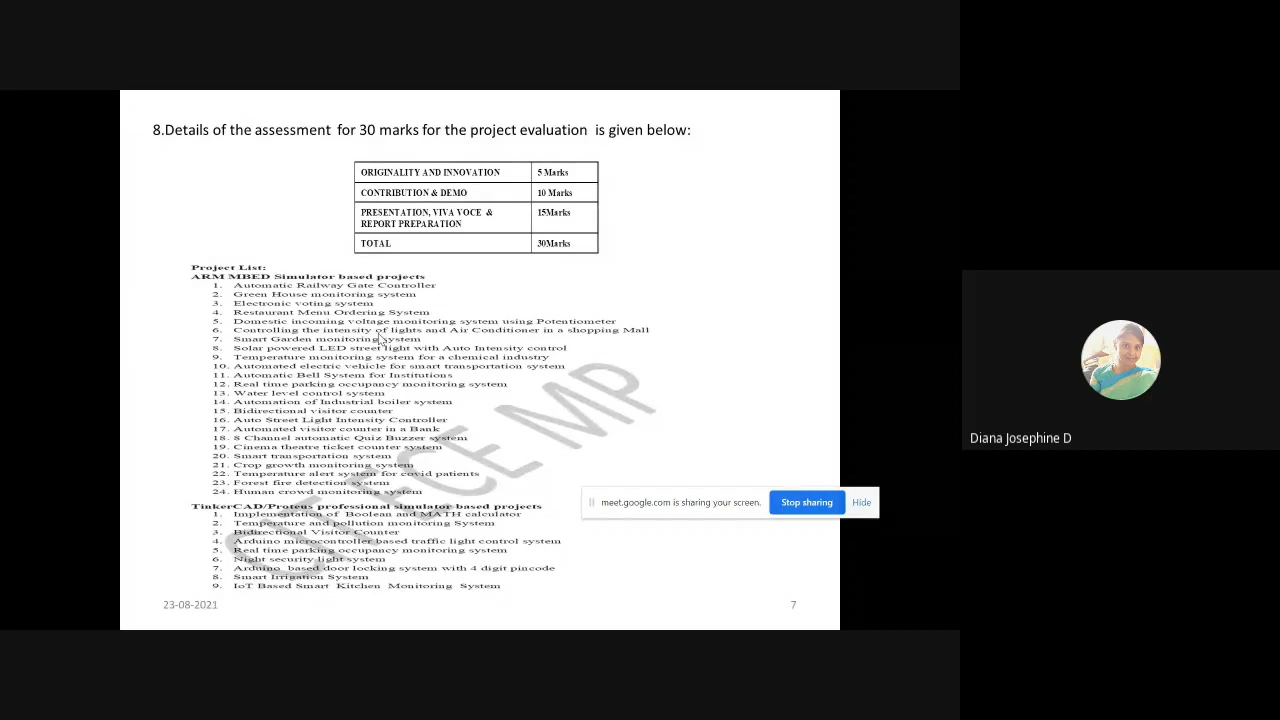 8.Details of the assessment for 30 marks for the project evaluation is given below:
ORIGINALITY AND INNOVATION 5 Marks
CONTRIBUTION & DEMO 10 Marks
PRESENTATION, VIVA VOCE & 15Marks
REPORT PREPARATION
TOTAL 30Marks
Project List:
ARM MBED Simulator based projects
1. Automatic Railway Gate Controller
2. Green House monitoring system
3. Electronic voting system
4. Restaurant Menu Ordering System
5. Domestic incoming voltage monitoring system using Potentiometer
6. Controlling the intensity of lights and Air Conditioner in a shopping Mall
7. Smart Garden monitoring system
8. Solar powered LED street light with Auto Intensity control
9. Temperature monitoring system for a chemical industry
10. Automated electric vehicle for smart transportation system
11. Automatic Bell System for Institutions
12. Real time parking occupancy monitoring system
13. Water level control system
14. Automation of Industrial boiler system
15. Bidirectional visitor counter
16. Auto Street Light Intensity Controller
17. Automated visitor counter in a Bank
18. 8 Channel automatic Quiz Buzzer system
19. Cinema theatre ticket counter system
20. Smart transportation system
21. Crop growth monitoring system
22. Temperature alert system for covid patients
23. Forest fire detection system
24. Human crowd monitoring system
TinkerCAD/Proteus professional simulator based projects
1. Implementation of Boolean and MATH calculator
2. Temperature and pollution monitoring System
3. Bidirectional Visitor Counter
4. Arduino microcontroller based traffic light control system
5. Real time parking occupancy monitoring system
6. Night security light system
7. Arduino based door locking system with 4 digit pincode
8. Smart Irrigation System
9. IoT Based Smart Kitchen Monitoring System
23-08-2021
7
meet.google.com is sharing your screen. Stop sharing Hide
Diana Josephine D
ECE MP